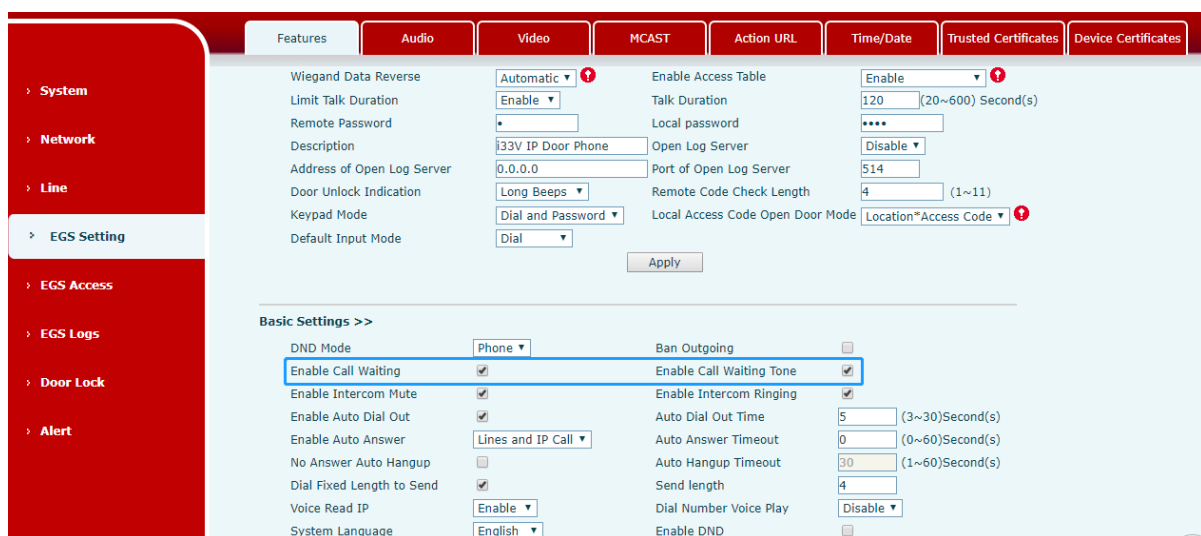 Features Audio Video MCAST Action URL Time/Date Trusted Certificates Device Certificates
› System
› Network
› Line
› EGS Setting
› EGS Access
› EGS Logs
› Door Lock
› Alert
Wiegand Data Reverse Automatic Enable Access Table Enable
Limit Talk Duration Enable Talk Duration 120 (20~600) Second(s)
Remote Password • Local password ••••
Description i33V IP Door Phone Open Log Server Disable
Address of Open Log Server 0.0.0.0 Port of Open Log Server 514
Door Unlock Indication Long Beeps Remote Code Check Length 4 (1~11)
Keypad Mode Dial and Password Local Access Code Open Door Mode Location*Access Code
Default Input Mode Dial
Apply
Basic Settings >>
DND Mode Phone Ban Outgoing
Enable Call Waiting Enable Call Waiting Tone
Enable Intercom Mute Enable Intercom Ringing
Enable Auto Dial Out Auto Dial Out Time 5 (3~30)Second(s)
Enable Auto Answer Lines and IP Call Auto Answer Timeout 0 (0~60)Second(s)
No Answer Auto Hangup Auto Hangup Timeout 30 (1~60)Second(s)
Dial Fixed Length to Send Send length 4
Voice Read IP Enable Dial Number Voice Play Disable
System Language English Enable DND